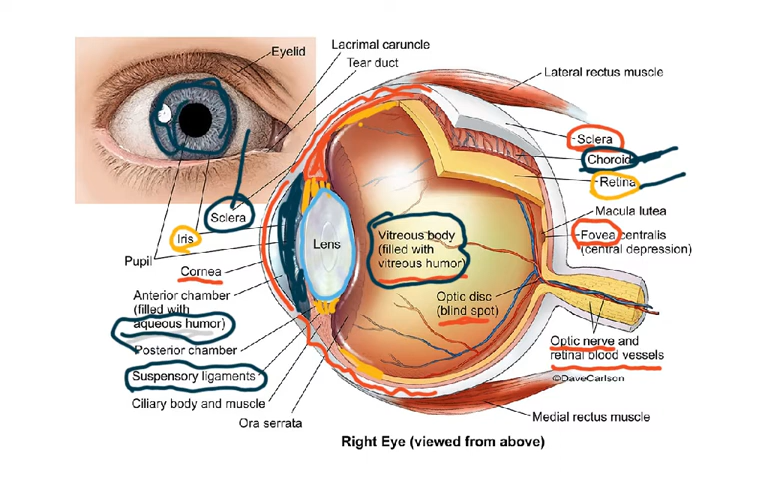 Lacrimal caruncle
Eyelid
Tear duct
Lateral rectus muscle
Sclera
Choroid
Retina
Macula lutea
Fovea centralis
(central depression)
Sclera
Iris
Pupil
Cornea
Anterior chamber
(filled with
aqueous humor)
Posterior chamber
Suspensory ligaments
Ciliary body and muscle
Ora serrata
Lens
Vitreous body
(filled with
vitreous humor)
Optic disc
(blind spot)
Optic nerve and
retinal blood vessels
©DaveCarlson
Medial rectus muscle
Right Eye (viewed from above)